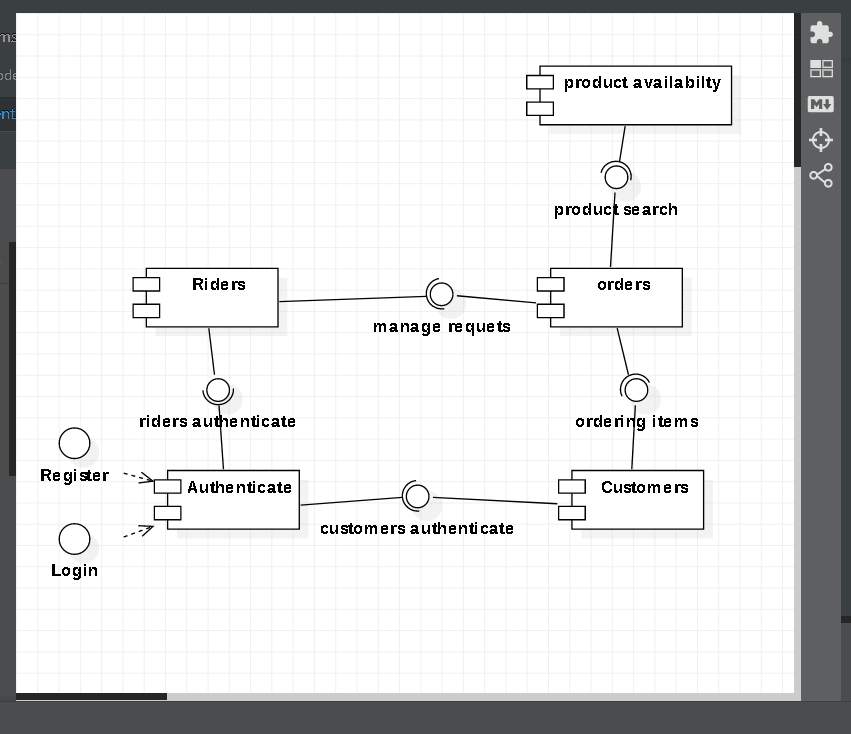 ms
product availabilty
ode
M
ent
product search
Riders
orders
manage requets
riders authenticate
ordering items
Register
Authenticate
Customers
customers authenticate
Login